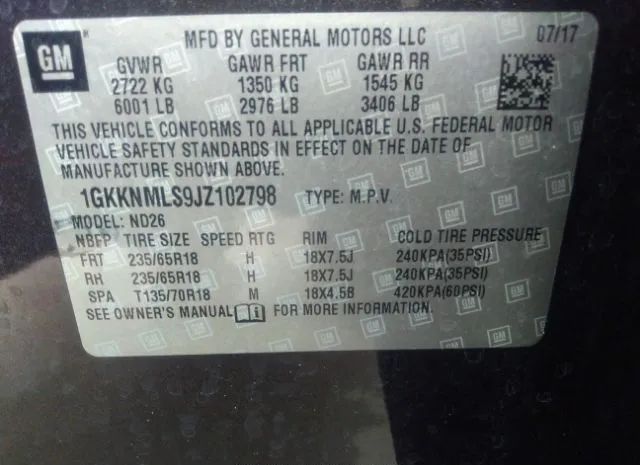 GM
MFD BY GENERAL MOTORS LLC 07/17
GVWR GAWR FRT GAWR RR
2722 KG 1350 KG 1545 KG
6001 LB 2976 LB 3406 LB
THIS VEHICLE CONFORMS TO ALL APPLICABLE U.S. FEDERAL MOTOR
VEHICLE SAFETY STANDARDS IN EFFECT ON THE DATE OF
MANUFACTURE SHOWN ABOVE.
1GKKNMLS9JZ102798 TYPE: M.P.V.
MODEL: ND26
NBFP TIRE SIZE SPEED RTG RIM COLD TIRE PRESSURE
FRT 235/65R18 H 18X7.5J 240KPA(35PSI)
RH 235/65R18 H 18X7.5J 240KPA(35PSI)
SPA T135/70R18 M 18X4.5B 420KPA(60PSI)
SEE OWNER'S MANUAL FOR MORE INFORMATION.